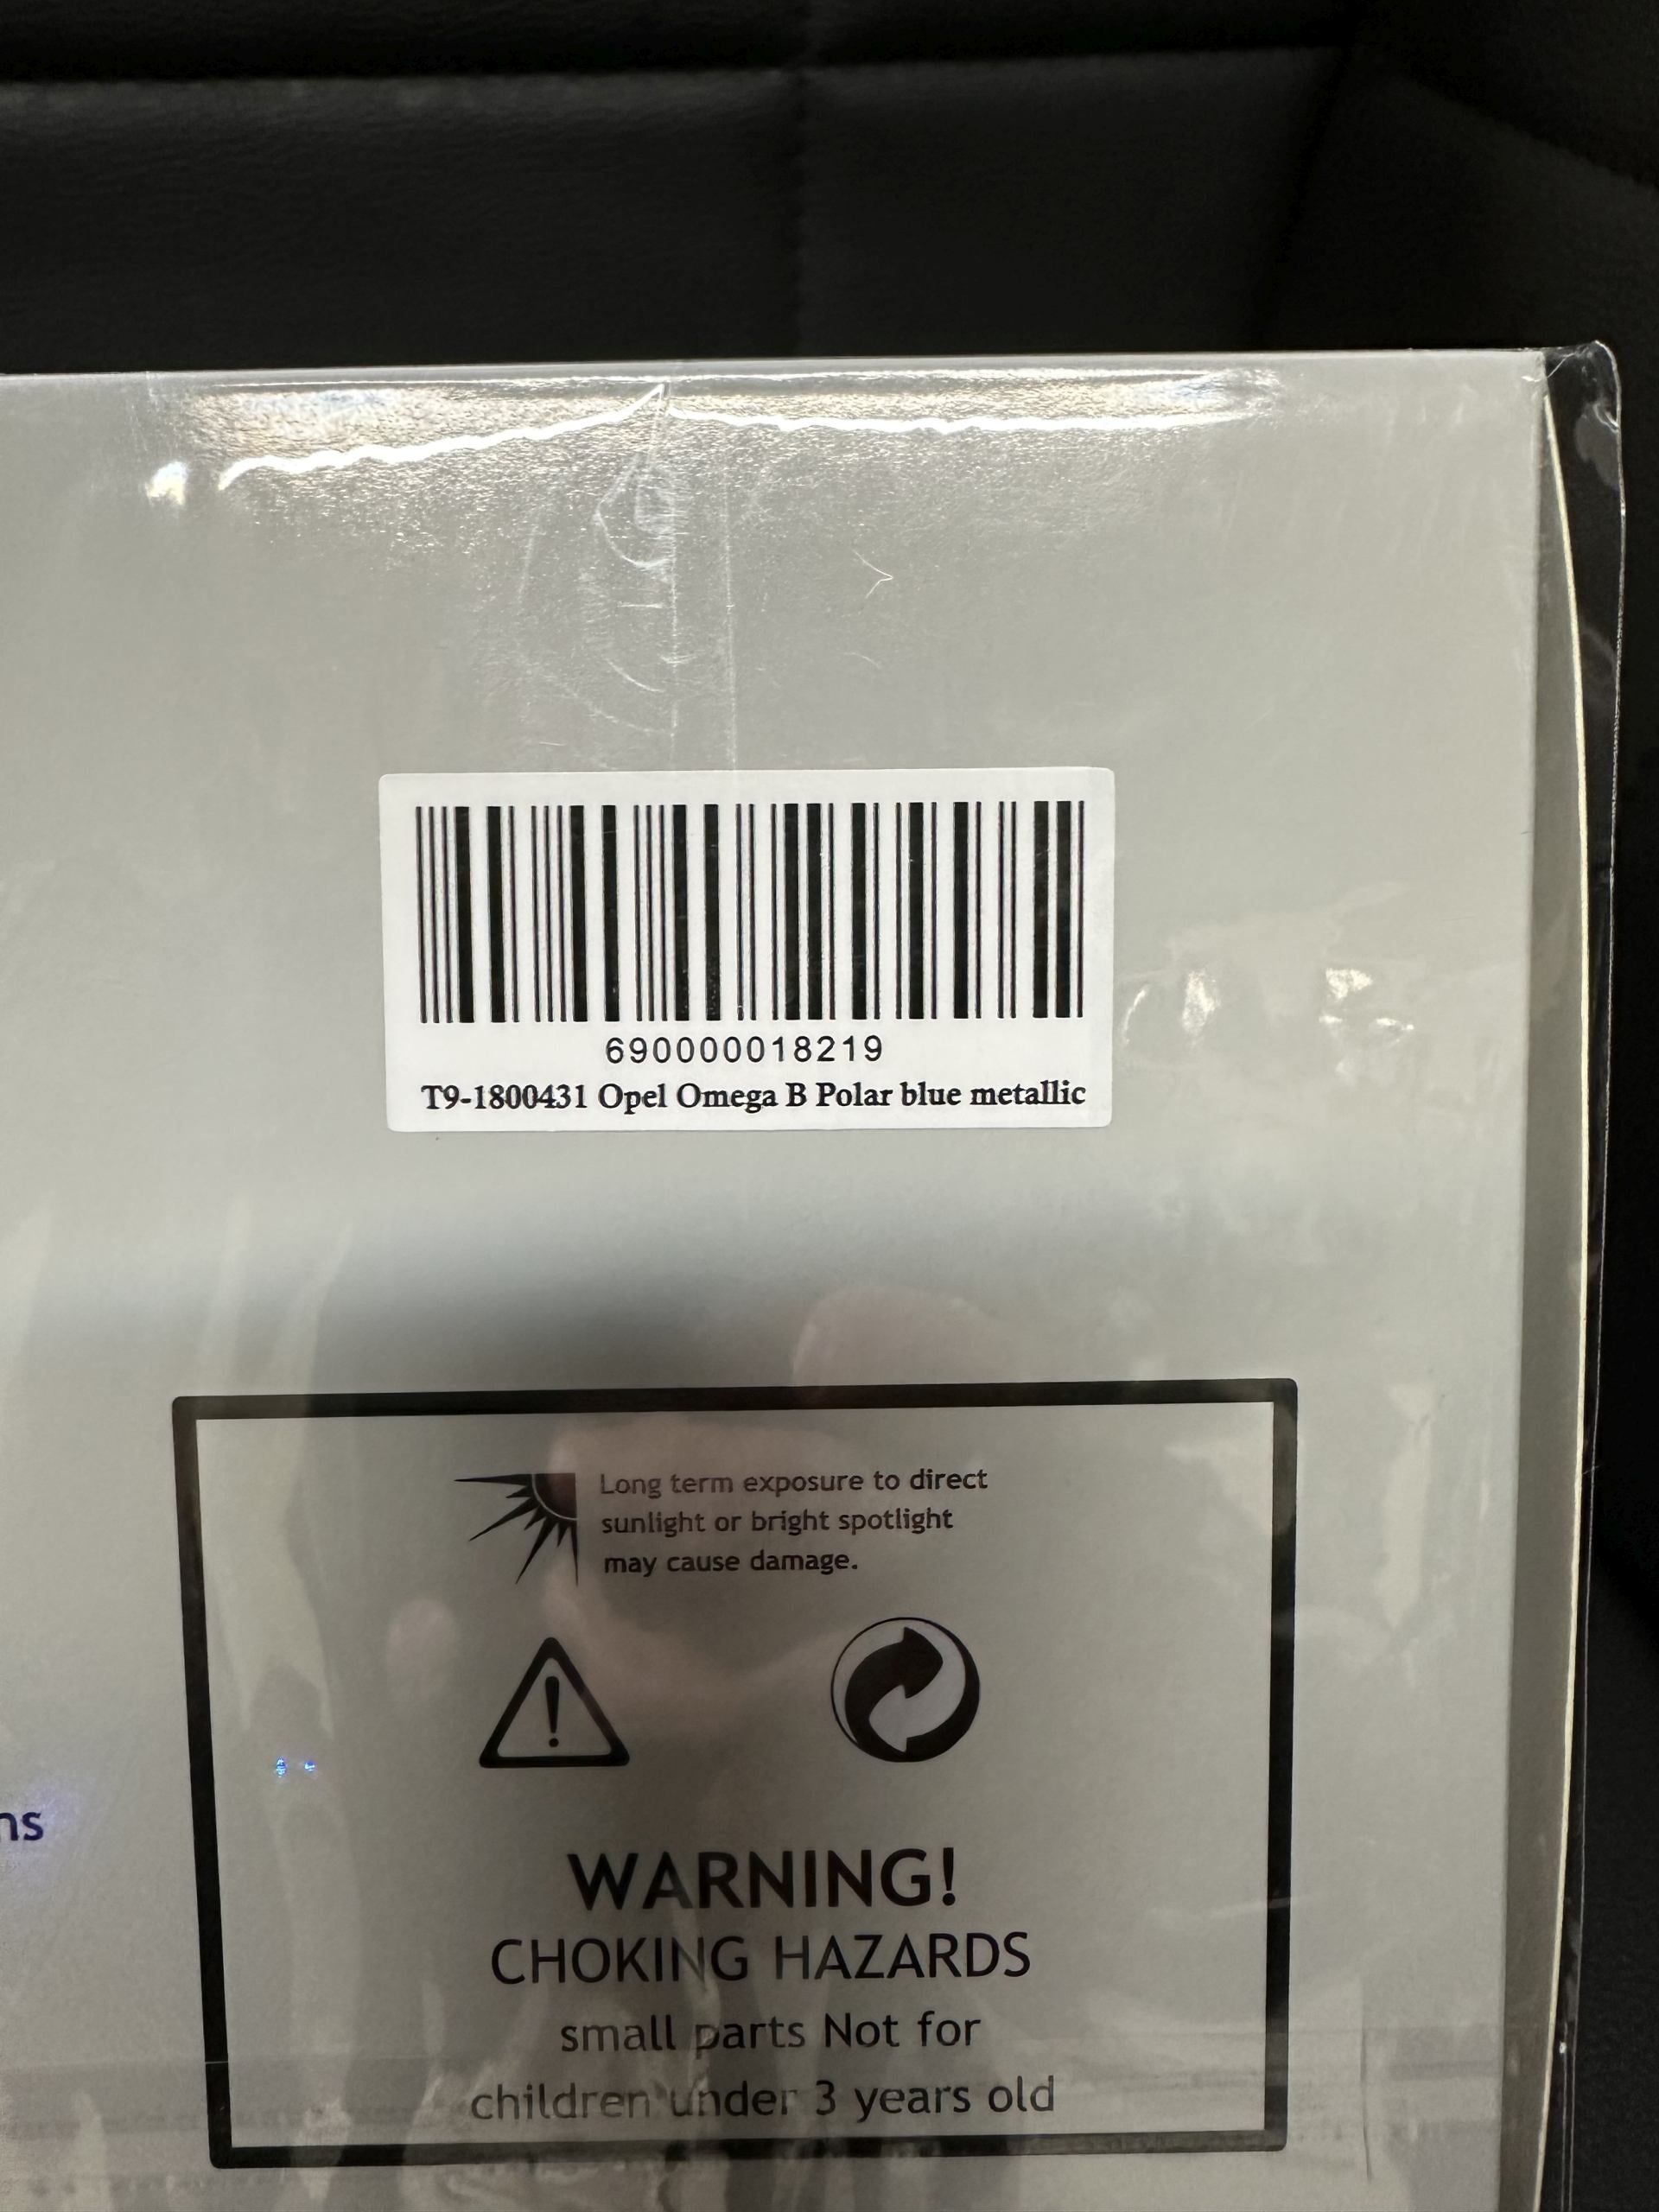 690000018219
T9-1800431 Opel Omega B Polar blue metallic
Long term exposure to direct
sunlight or bright spotlight
may cause damage.
WARNING!
CHOKING HAZARDS
small parts Not for
children under 3 years old